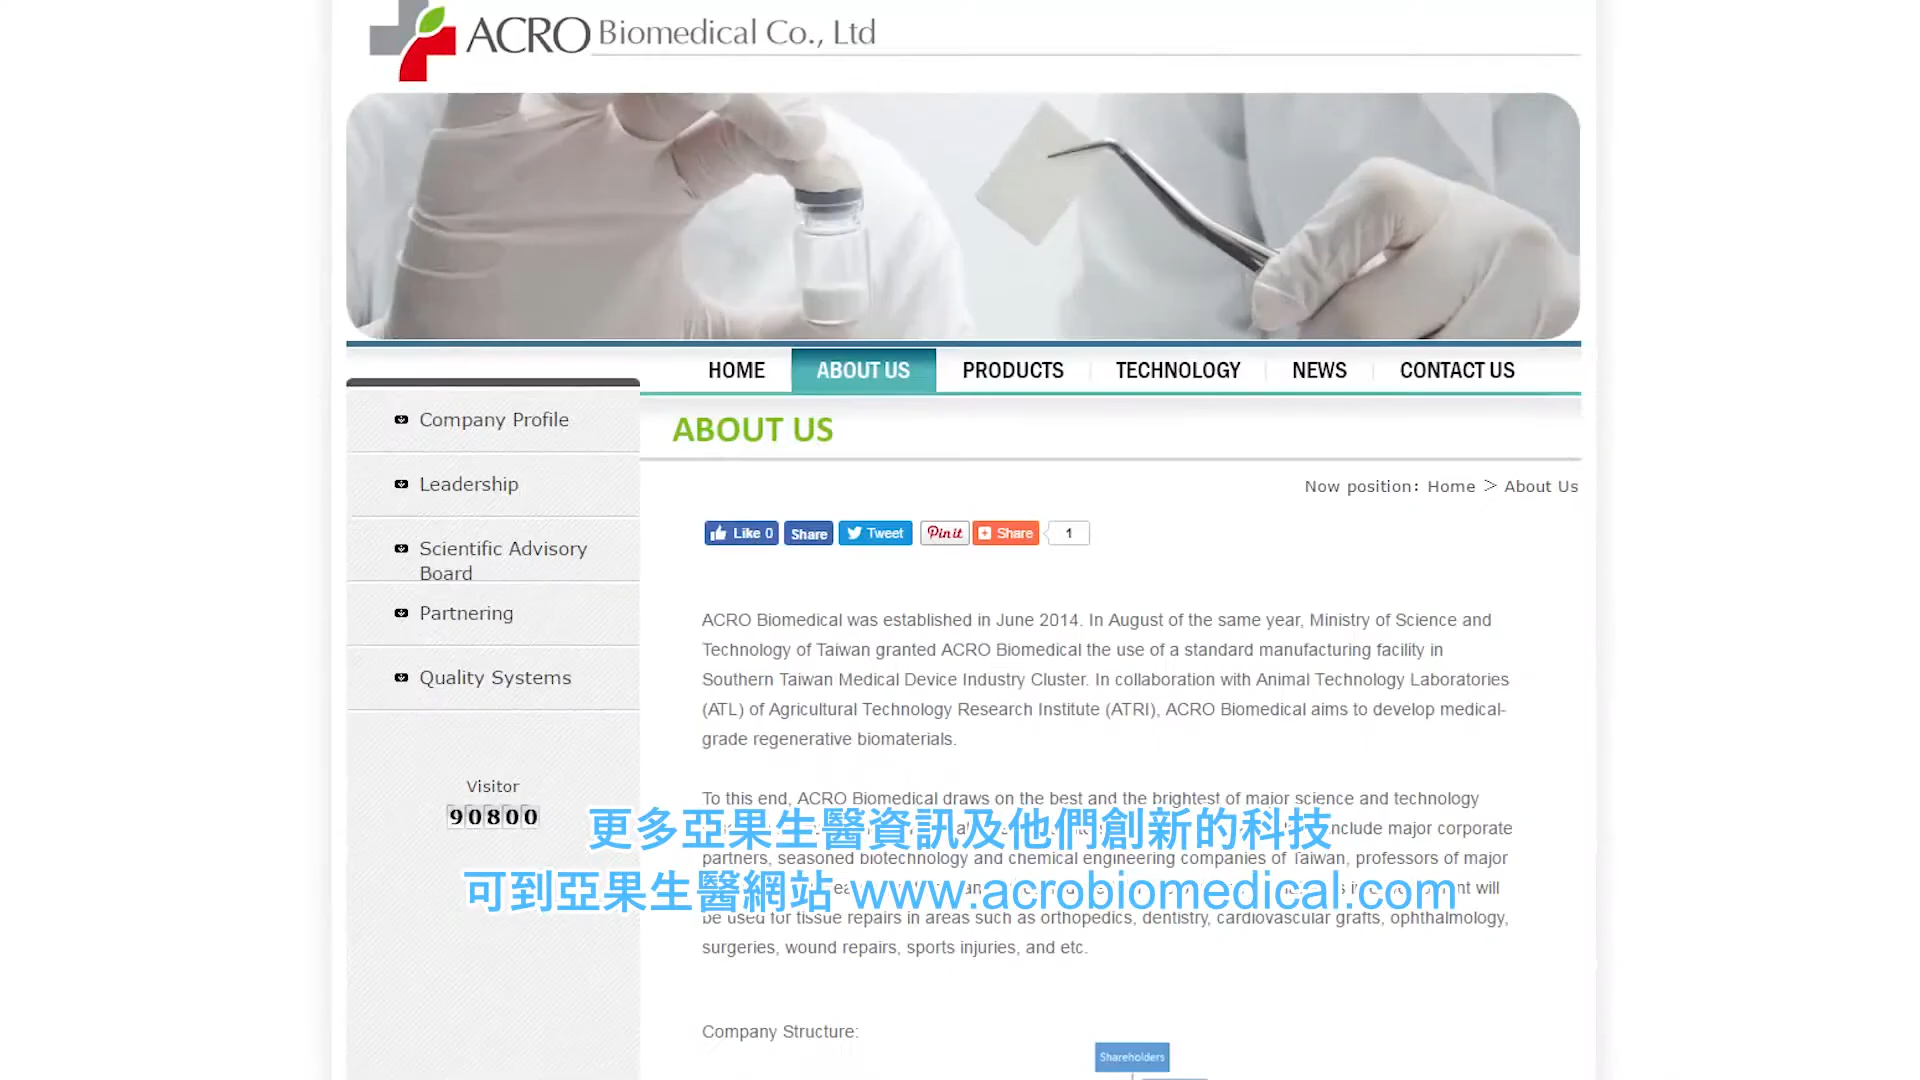 ACRO Biomedical Co., Ltd
HOME
ABOUT US
PRODUCTS
TECHNOLOGY
NEWS
CONTACT US
Company Profile
Leadership
Scientific Advisory
Board
Partnering
Quality Systems
Visitor
90800
ABOUT US
Now position: Home > About Us
Like 0
Share
Tweet
Pin it
Share
1
ACRO Biomedical was established in June 2014. In August of the same year, Ministry of Science and
Technology of Taiwan granted ACRO Biomedical the use of a standard manufacturing facility in
Southern Taiwan Medical Device Industry Cluster. In collaboration with Animal Technology Laboratories
(ATL) of Agricultural Technology Research Institute (ATRI), ACRO Biomedical aims to develop medical-
grade regenerative biomaterials.
To this end, ACRO Biomedical draws on the best and the brightest of major science and technology
include major corporate
partners, seasoned biotechnology and chemical engineering companies of Taiwan, professors of major
will
be used for tissue repairs in areas such as orthopedics, dentistry, cardiovascular grafts, ophthalmology,
surgeries, wound repairs, sports injuries, and etc.
更多亞果生醫資訊及他們創新的科技
可到亞果生醫網站 www.acrobiomedical.com
Company Structure:
Shareholders